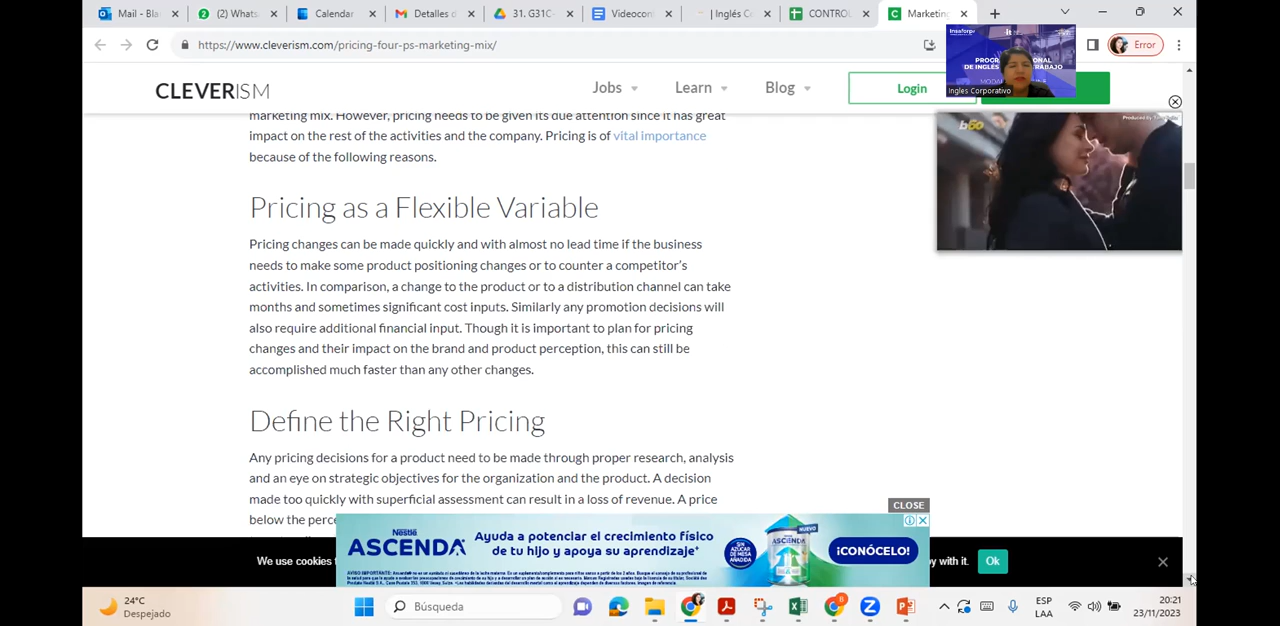 Mail - Bla
(2) Whats
Calendar
Detalles d
31. G31C-
Videocon
| Inglés C
CONTROL
Marketing
https://www.cleverism.com/pricing-four-ps-marketing-mix/
Error
CLEVERISM
Jobs
Learn
Blog
Login
Ingles Corporativo
marketing mix. However, pricing needs to be given its due attention since it has great
impact on the rest of the activities and the company. Pricing is of vital importance
because of the following reasons.
Pricing as a Flexible Variable
Pricing changes can be made quickly and with almost no lead time if the business
needs to make some product positioning changes or to counter a competitor's
activities. In comparison, a change to the product or to a distribution channel can take
months and sometimes significant cost inputs. Similarly any promotion decisions will
also require additional financial input. Though it is important to plan for pricing
changes and their impact on the brand and product perception, this can still be
accomplished much faster than any other changes.
Define the Right Pricing
Any pricing decisions for a product need to be made through proper research, analysis
and an eye on strategic objectives for the organization and the product. A decision
made too quickly with superficial assessment can result in a loss of revenue. A price
below the perc
CLOSE
Nestlé
ASCENDA
Ayuda a potenciar el crecimiento físico
de tu hijo y apoya su aprendizaje*
SIN
AZÚCAR
DE MESA
AÑADIDA
NUEVO
ASCENDA
¡CONÓCELO!
We use cookies t
y with it.
Ok
24°C
Despejado
Búsqueda
ESP
LAA
20:21
23/11/2023